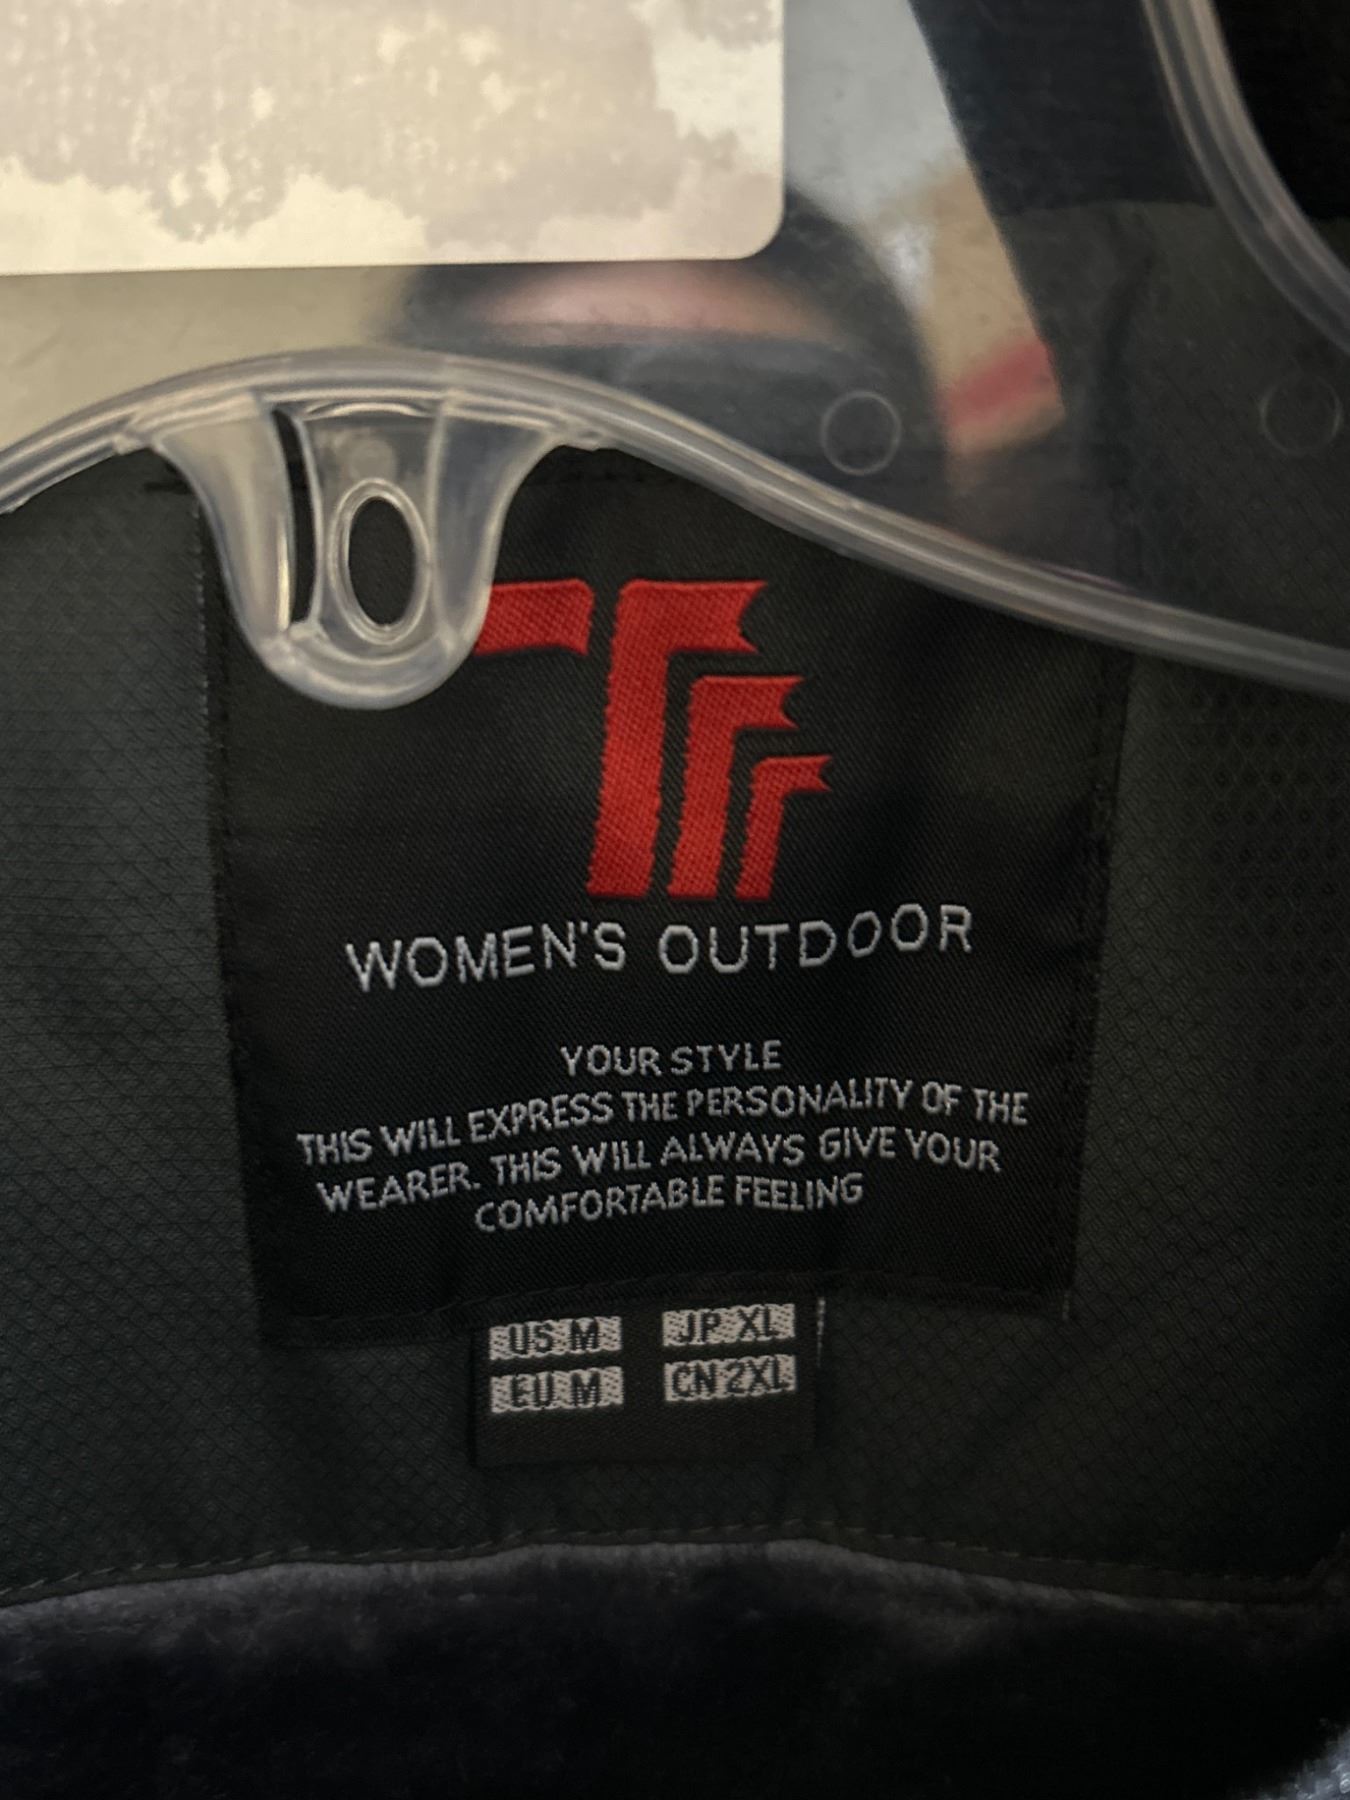 WOMEN'S OUTDOOR
YOUR STYLE
THIS WILL EXPRESS THE PERSONALITY OF THE
WEARER. THIS WILL ALWAYS GIVE YOUR
COMFORTABLE FEELING
US M JP XL
EU M CN 2XL